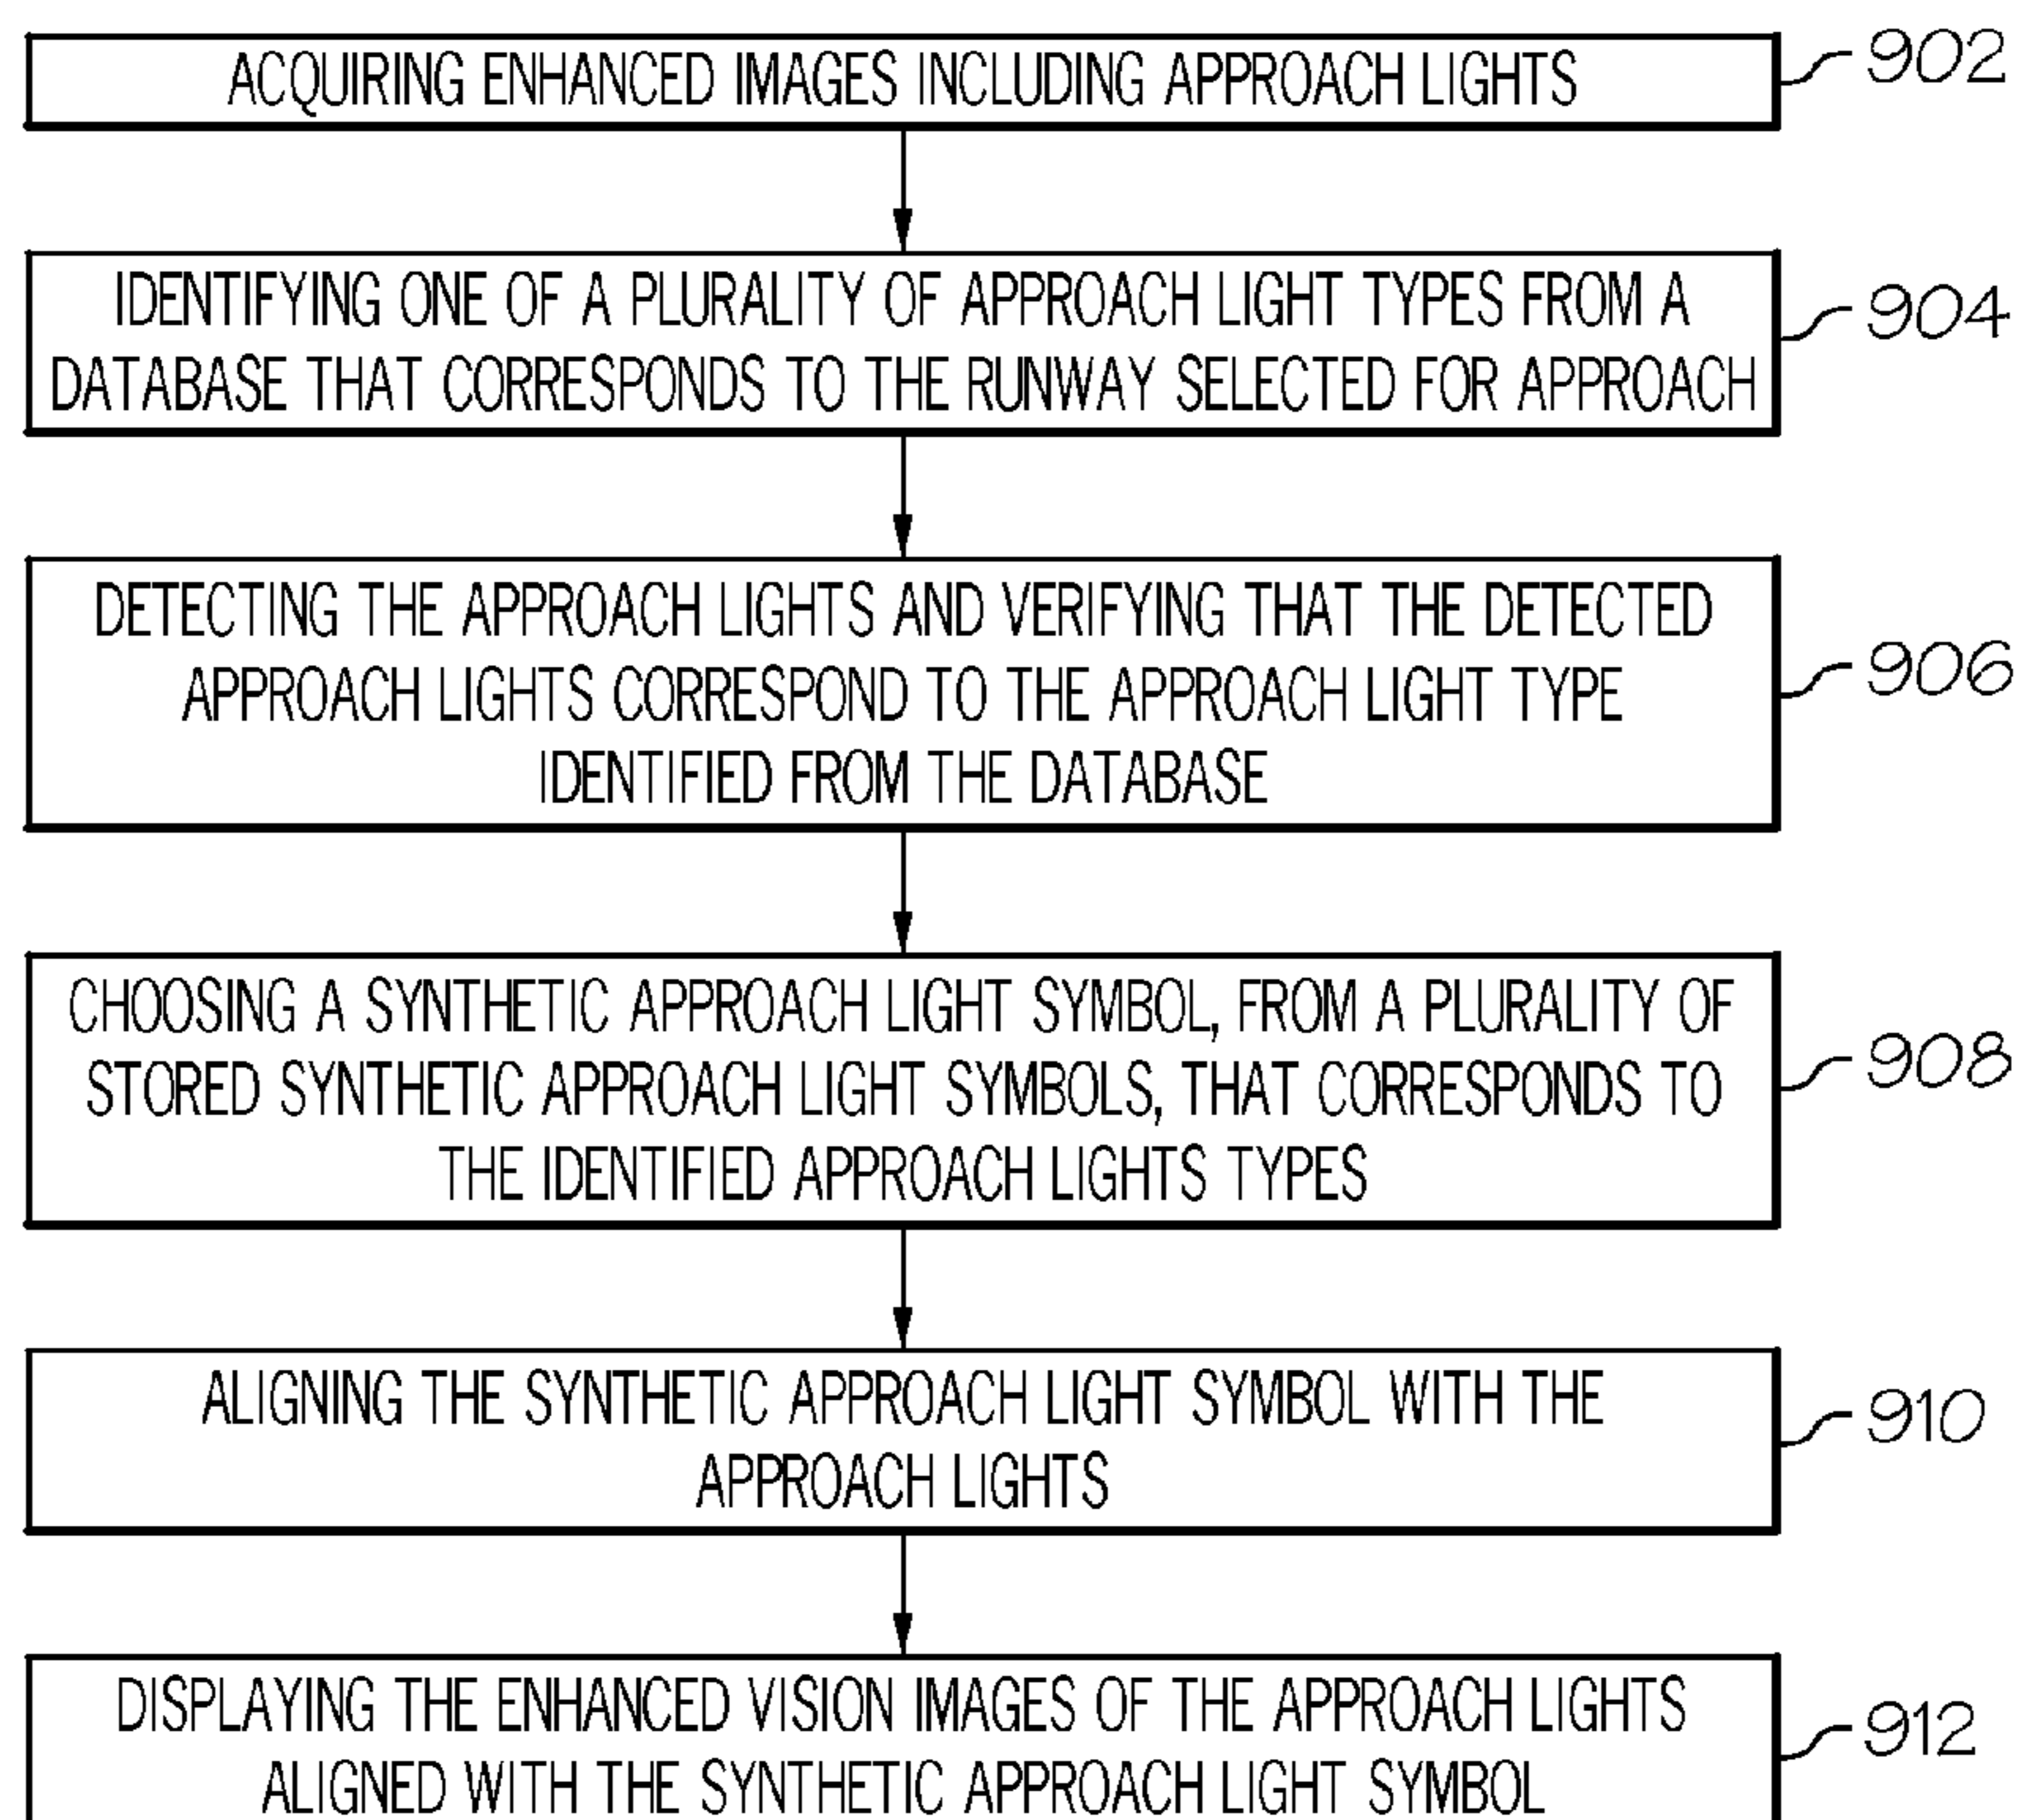 ACQUIRING ENHANCED IMAGES INCLUDING APPROACH LIGHTS
902
IDENTIFYING ONE OF A PLURALITY OF APPROACH LIGHT TYPES FROM A
DATABASE THAT CORRESPONDS TO THE RUNWAY SELECTED FOR APPROACH
904
DETECTING THE APPROACH LIGHTS AND VERIFYING THAT THE DETECTED
APPROACH LIGHTS CORRESPOND TO THE APPROACH LIGHT TYPE
IDENTIFIED FROM THE DATABASE
906
CHOOSING A SYNTHETIC APPROACH LIGHT SYMBOL, FROM A PLURALITY OF
STORED SYNTHETIC APPROACH LIGHT SYMBOLS, THAT CORRESPONDS TO
THE IDENTIFIED APPROACH LIGHTS TYPES
908
ALIGNING THE SYNTHETIC APPROACH LIGHT SYMBOL WITH THE
APPROACH LIGHTS
910
DISPLAYING THE ENHANCED VISION IMAGES OF THE APPROACH LIGHTS
ALIGNED WITH THE SYNTHETIC APPROACH LIGHT SYMBOL
912